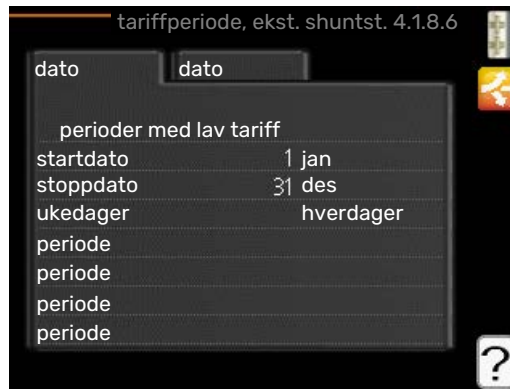 tariffperiode, ekst. shuntst. 4.1.8.6
dato dato
perioder med lav tariff
startdato 1 jan
stoppdato 31 des
ukedager hverdager
periode
periode
periode
periode
?